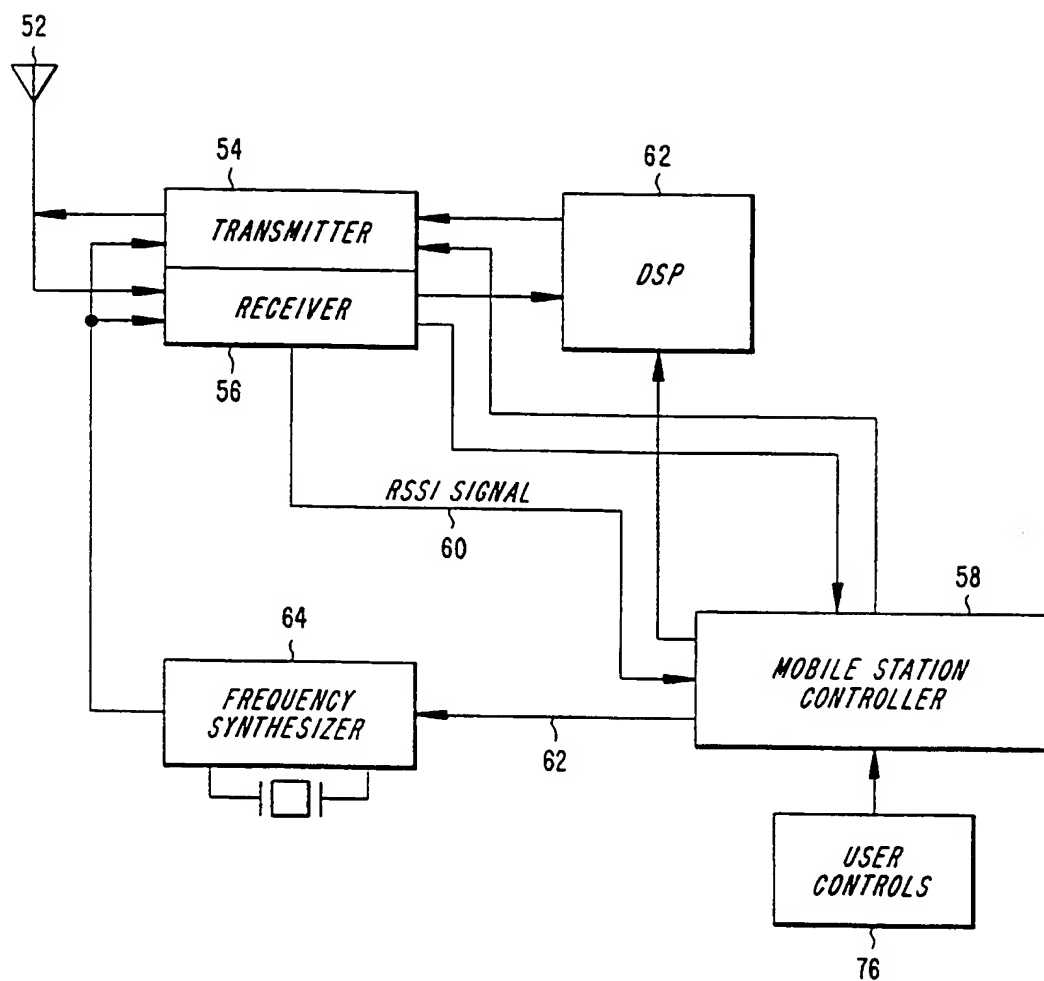 52
54
62
TRANSMITTER
DSP
RECEIVER
56
RSSI SIGNAL
60
58
64
MOBILE STATION
CONTROLLER
FREQUENCY
SYNTHESIZER
62
USER
CONTROLS
76